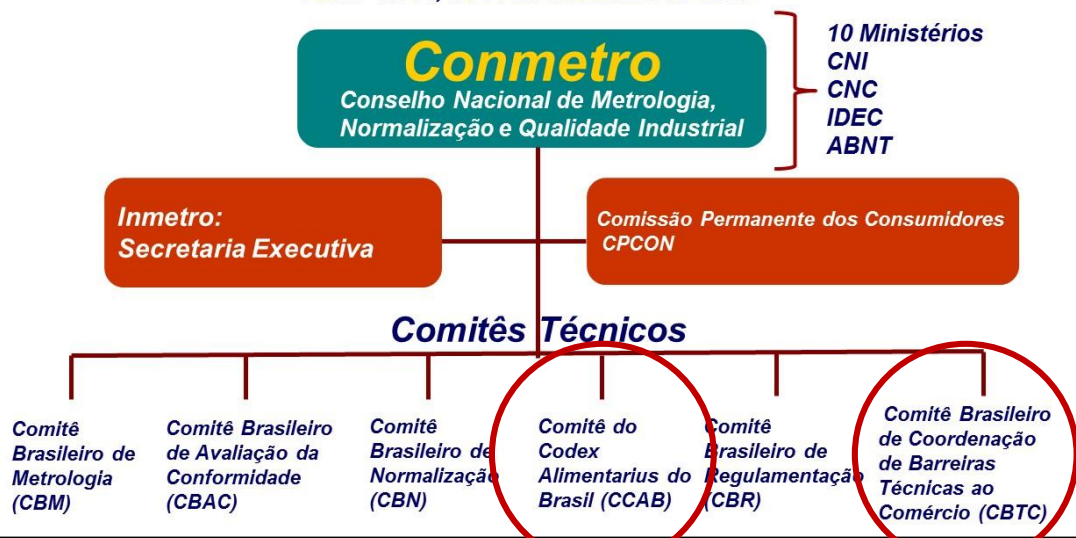 Conmetro
Conselho Nacional de Metrologia,
Normalização e Qualidade Industrial
10 Ministérios
CNI
CNC
IDEC
ABNT
Inmetro:
Secretaria Executiva
Comissão Permanente dos Consumidores
CPCON
Comitês Técnicos
Comitê
Brasileiro de
Metrologia
(CBM)
Comitê Brasileiro
de Avaliação da
Conformidade
(CBAC)
Comitê
Brasileiro de
Normalização
(CBN)
Comitê do
Codex
Alimentarius do
Brasil (CCAB)
Comitê
Brasileiro de
Regulamentação
(CBR)
Comitê Brasileiro
de Coordenação
de Barreiras
Técnicas ao
Comércio (CBTC)